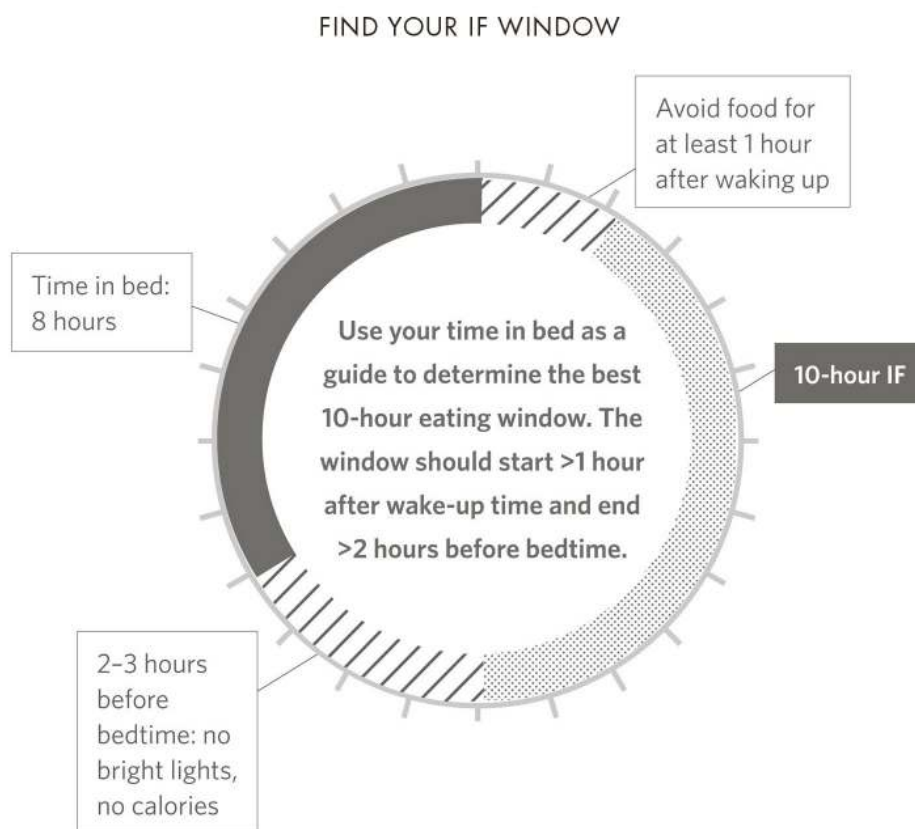 FIND YOUR IF WINDOW
Avoid food for
at least 1 hour
after waking up
Time in bed:
8 hours
Use your time in bed as a
guide to determine the best
10-hour eating window. The
window should start >1 hour
after wake-up time and end
>2 hours before bedtime.
10-hour IF
2–3 hours
before
bedtime: no
bright lights,
no calories